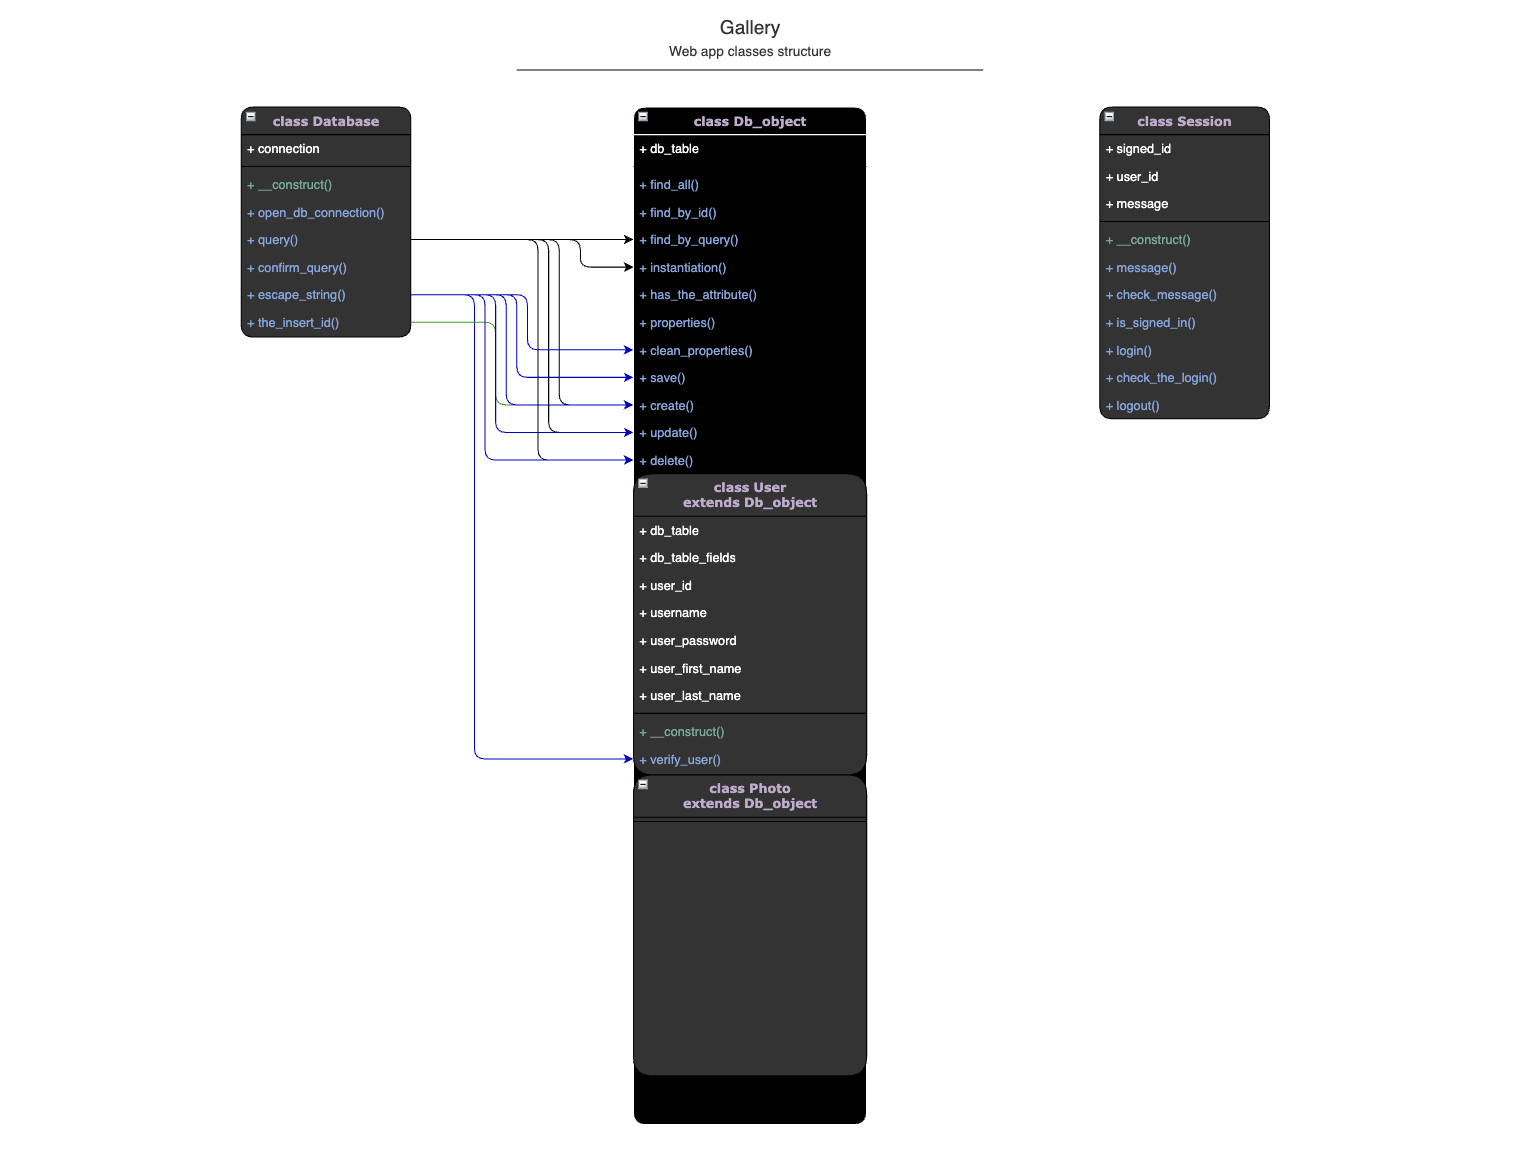 Gallery
Web app classes structure
class Database
+ connection
+ __construct()
+ open_db_connection()
+ query()
+ confirm_query()
+ escape_string()
+ the_insert_id()
class Db_object
+ db_table
+ find_all()
+ find_by_id()
+ find_by_query()
+ instantiation()
+ has_the_attribute()
+ properties()
+ clean_properties()
+ save()
+ create()
+ update()
+ delete()
class User
extends Db_object
+ db_table
+ db_table_fields
+ user_id
+ username
+ user_password
+ user_first_name
+ user_last_name
+ __construct()
+ verify_user()
class Photo
extends Db_object
class Session
+ signed_id
+ user_id
+ message
+ __construct()
+ message()
+ check_message()
+ is_signed_in()
+ login()
+ check_the_login()
+ logout()